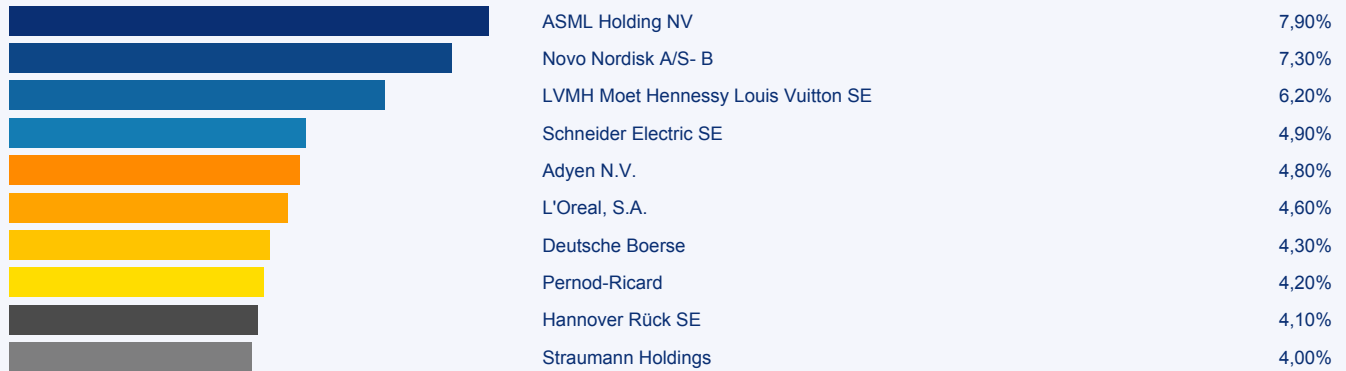 ASML Holding NV 7,90%
Novo Nordisk A/S- B 7,30%
LVMH Moet Hennessy Louis Vuitton SE 6,20%
Schneider Electric SE 4,90%
Adyen N.V. 4,80%
L'Oreal, S.A. 4,60%
Deutsche Boerse 4,30%
Pernod-Ricard 4,20%
Hannover Rück SE 4,10%
Straumann Holdings 4,00%